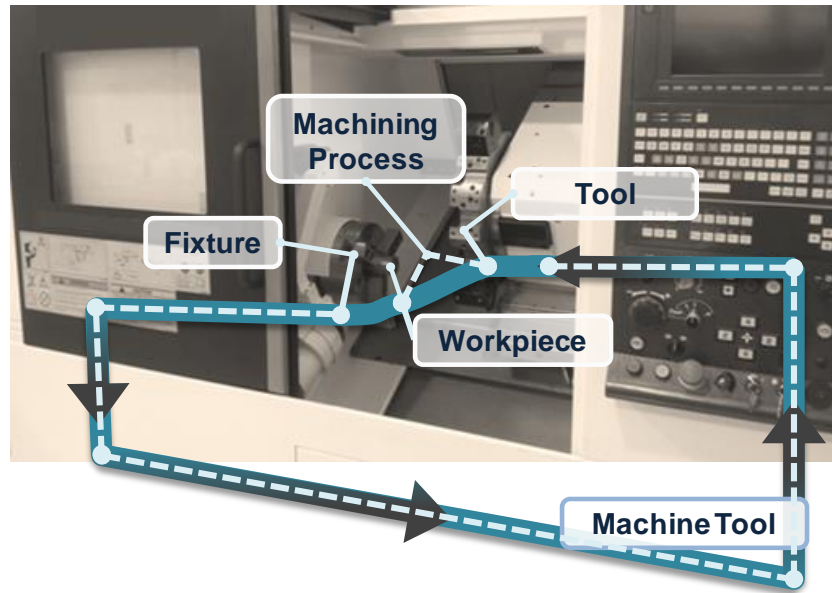 Machining
Process
Tool
Fixture
Workpiece
Machine Tool